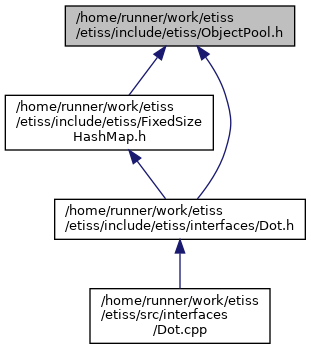 /home/runner/work/etiss
/etiss/include/etiss/ObjectPool.h
/home/runner/work/etiss
/etiss/include/etiss/FixedSize
HashMap.h
/home/runner/work/etiss
/etiss/include/etiss/interfaces/Dot.h
/home/runner/work/etiss
/etiss/src/interfaces
/Dot.cpp